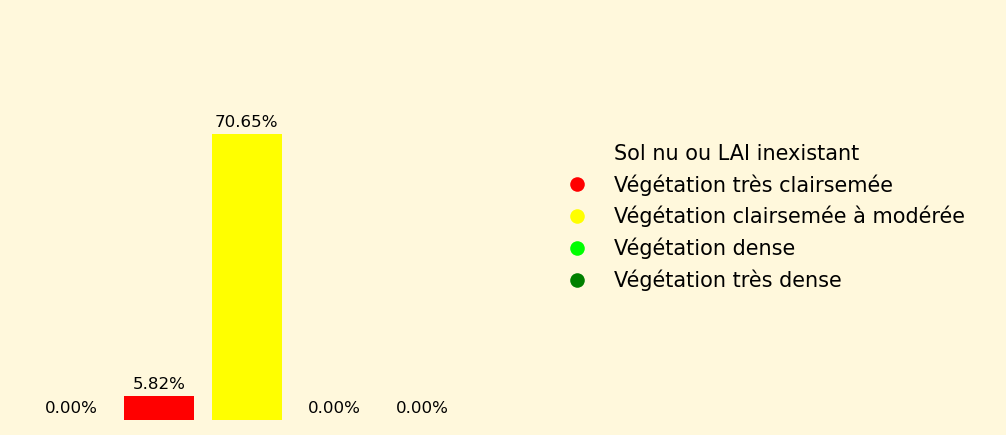 70.65%
5.82%
0.00%
0.00%
0.00%
Sol nu ou LAI inexistant
Végétation très clairsemée
Végétation clairsemée à modérée
Végétation dense
Végétation très dense